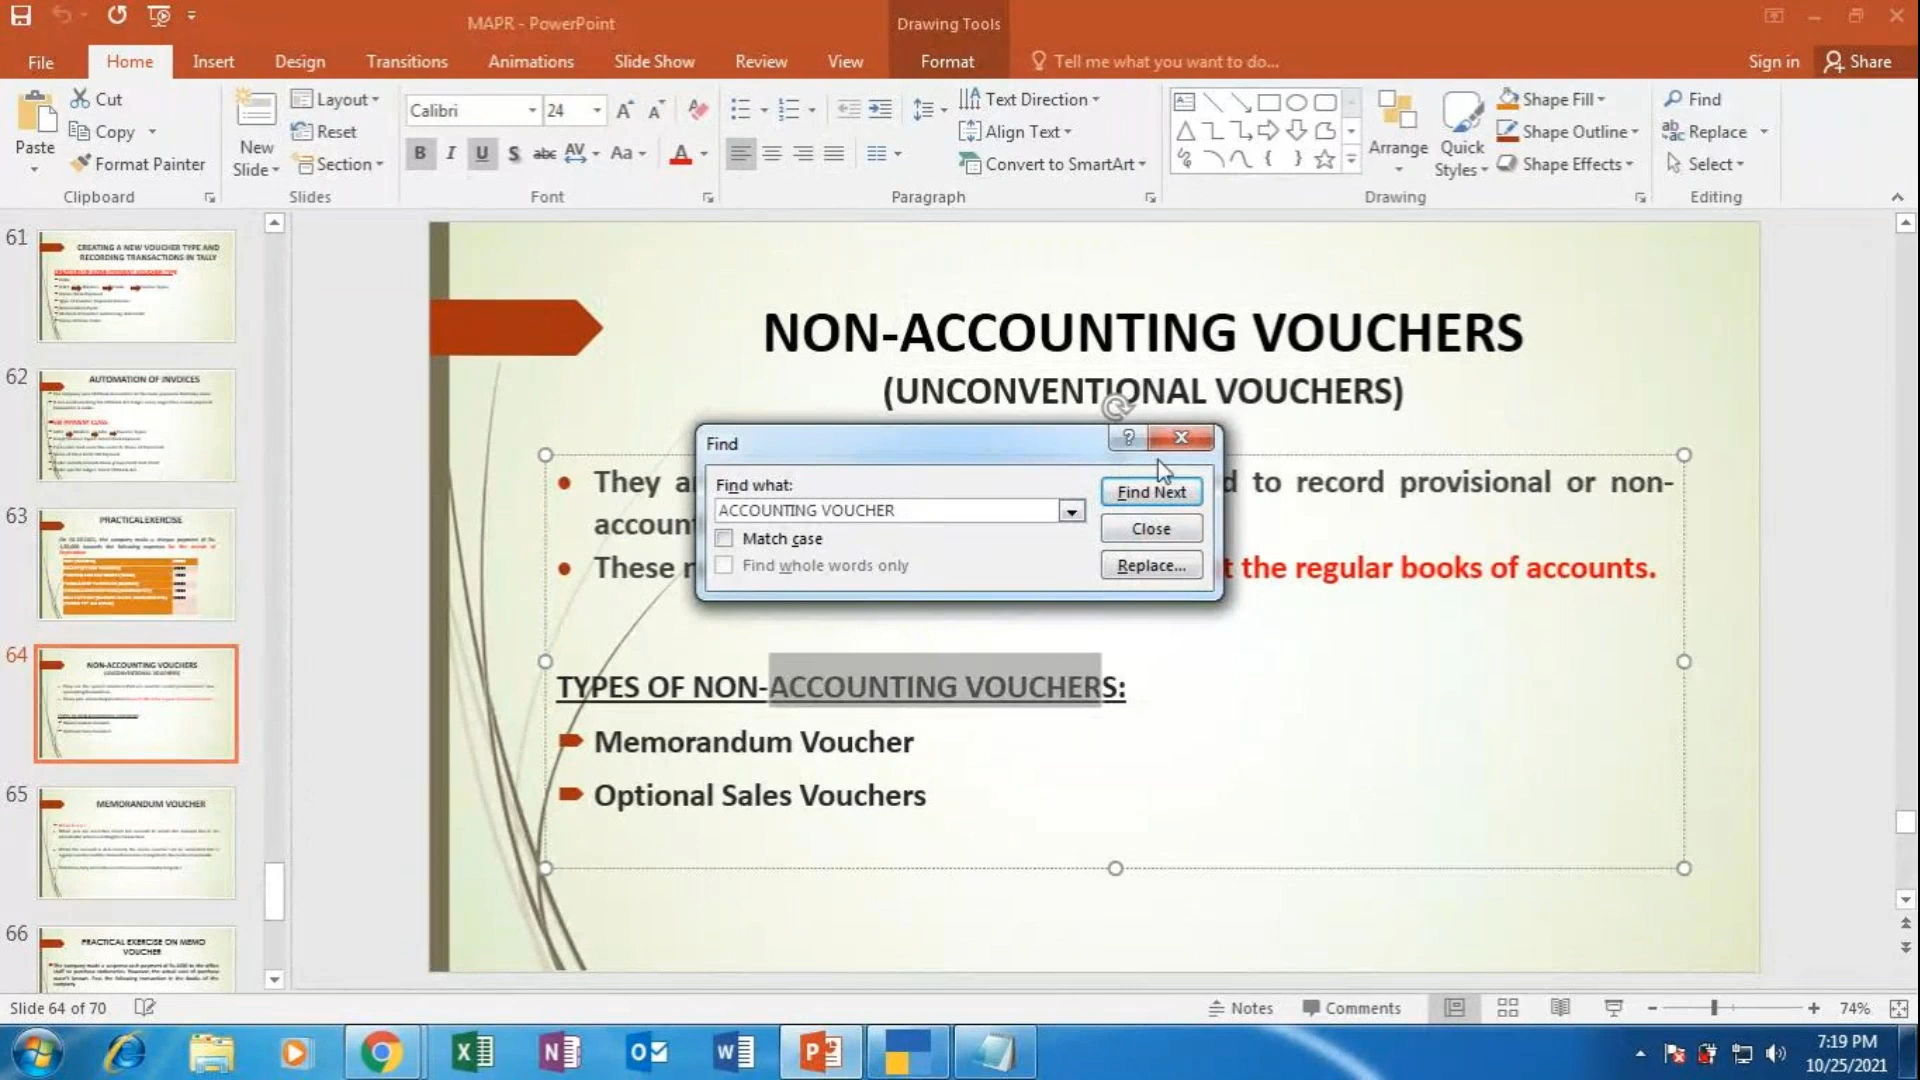 MAPR - PowerPoint
Drawing Tools
File
Home
Insert
Design
Transitions
Animations
Slide Show
Review
View
Format
Tell me what you want to do...
Sign in
Share
Paste
Cut
Copy
Format Painter
Clipboard
New Slide
Layout
Reset
Section
Slides
Calibri
24
B I U S abc AV Aa A
Font
Text Direction
Align Text
Convert to SmartArt
Paragraph
Arrange
Quick Styles
Shape Fill
Shape Outline
Shape Effects
Drawing
Find
Replace
Select
Editing
61
CREATING A NEW VOUCHER TYPE AND
RECORDING TRANSACTIONS IN TALLY
62
AUTOMATION OF INVOICES
63
PRACTICAL EXERCISE
64
NON-ACCOUNTING VOUCHERS
(UNCONVENTIONAL VOUCHERS)
65
MEMORANDUM VOUCHER
66
PRACTICAL EXERCISE ON MEMO
VOUCHER
NON-ACCOUNTING VOUCHERS
(UNCONVENTIONAL VOUCHERS)
They a
d to record provisional or non-
account
These
t the regular books of accounts.
Find
Find what:
ACCOUNTING VOUCHER
Match case
Find whole words only
Find Next
Close
Replace...
TYPES OF NON-ACCOUNTING VOUCHERS:
Memorandum Voucher
Optional Sales Vouchers
Slide 64 of 70
Notes
Comments
74%
7:19 PM
10/25/2021